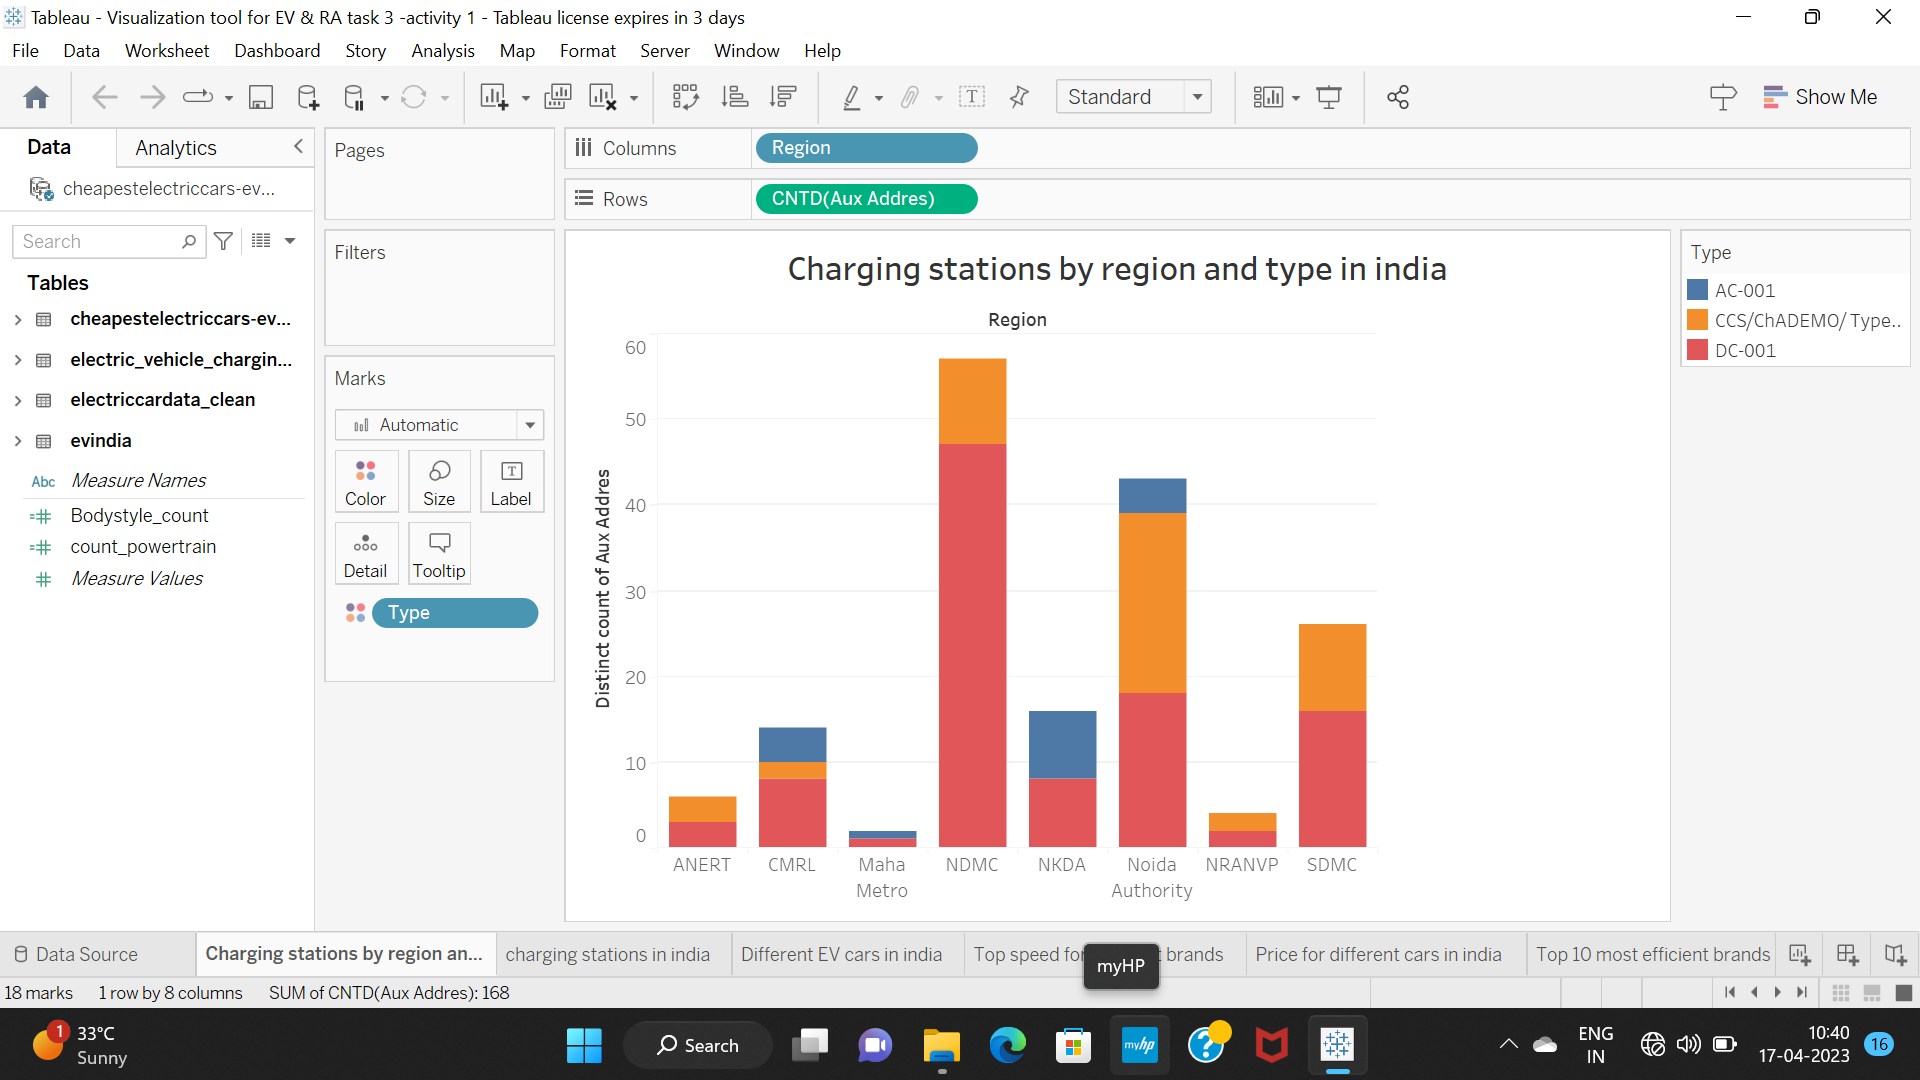 Tableau - Visualization tool for EV & RA task 3 -activity 1 - Tableau license expires in 3 days
File Data Worksheet Dashboard Story Analysis Map Format Server Window Help
Standard
Show Me
Data Analytics
cheapestelectriccars-ev...
Search
Tables
cheapestelectriccars-ev...
electric_vehicle_chargin...
electriccardata_clean
evindia
Abc Measure Names
Bodystyle_count
count_powertrain
Measure Values
Pages
Filters
Marks
Automatic
Color Size Label
Detail Tooltip
Type
Columns Region
Rows CNTD(Aux Addres)
Charging stations by region and type in india
Region
Distinct count of Aux Addres
60
50
40
30
20
10
0
ANERT CMRL Maha Metro NDMC NKDA Noida Authority NRANVP SDMC
Type
AC-001
CCS/ChADEMO/ Type..
DC-001
Data Source Charging stations by region an... charging stations in india Different EV cars in india Top speed for brands Price for different cars in india Top 10 most efficient brands
myHP
18 marks 1 row by 8 columns SUM of CNTD(Aux Addres): 168
1 33°C
Sunny
Search
myhp
ENG
IN
10:40
17-04-2023
16